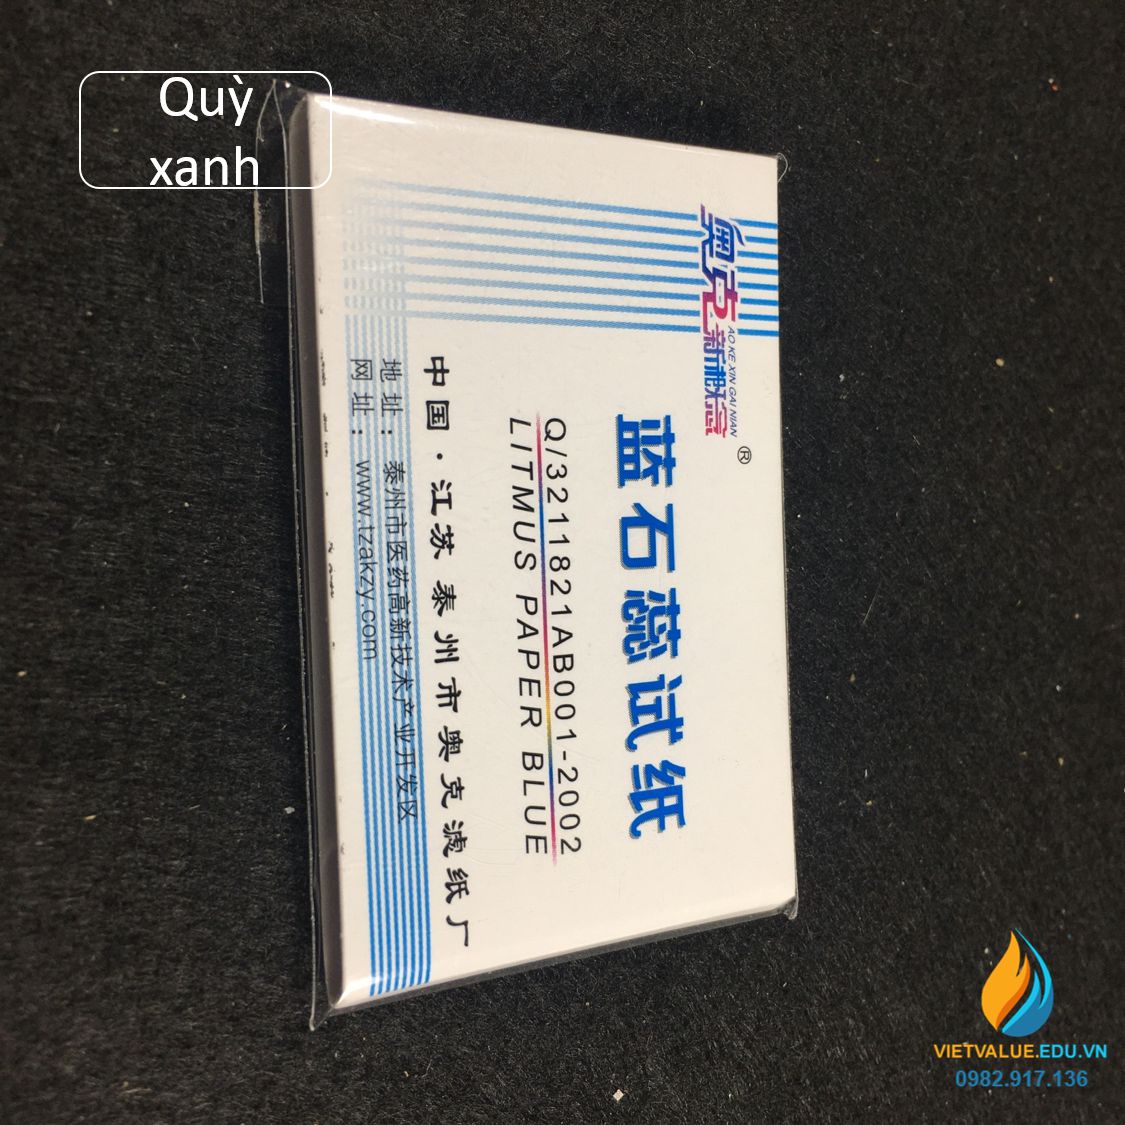 Quỳ
xanh
奥克
新概念
AO KE XIN GAI NIAN
®
蓝石蕊试纸
Q/3211821AB001-2002
LITMUS PAPER BLUE
中国·江苏泰州市奥克滤纸厂
地址：泰州市医药高新技术产业开发区
网址：www.tzakzy.com
VIETVALUE.EDU.VN
0982.917.136